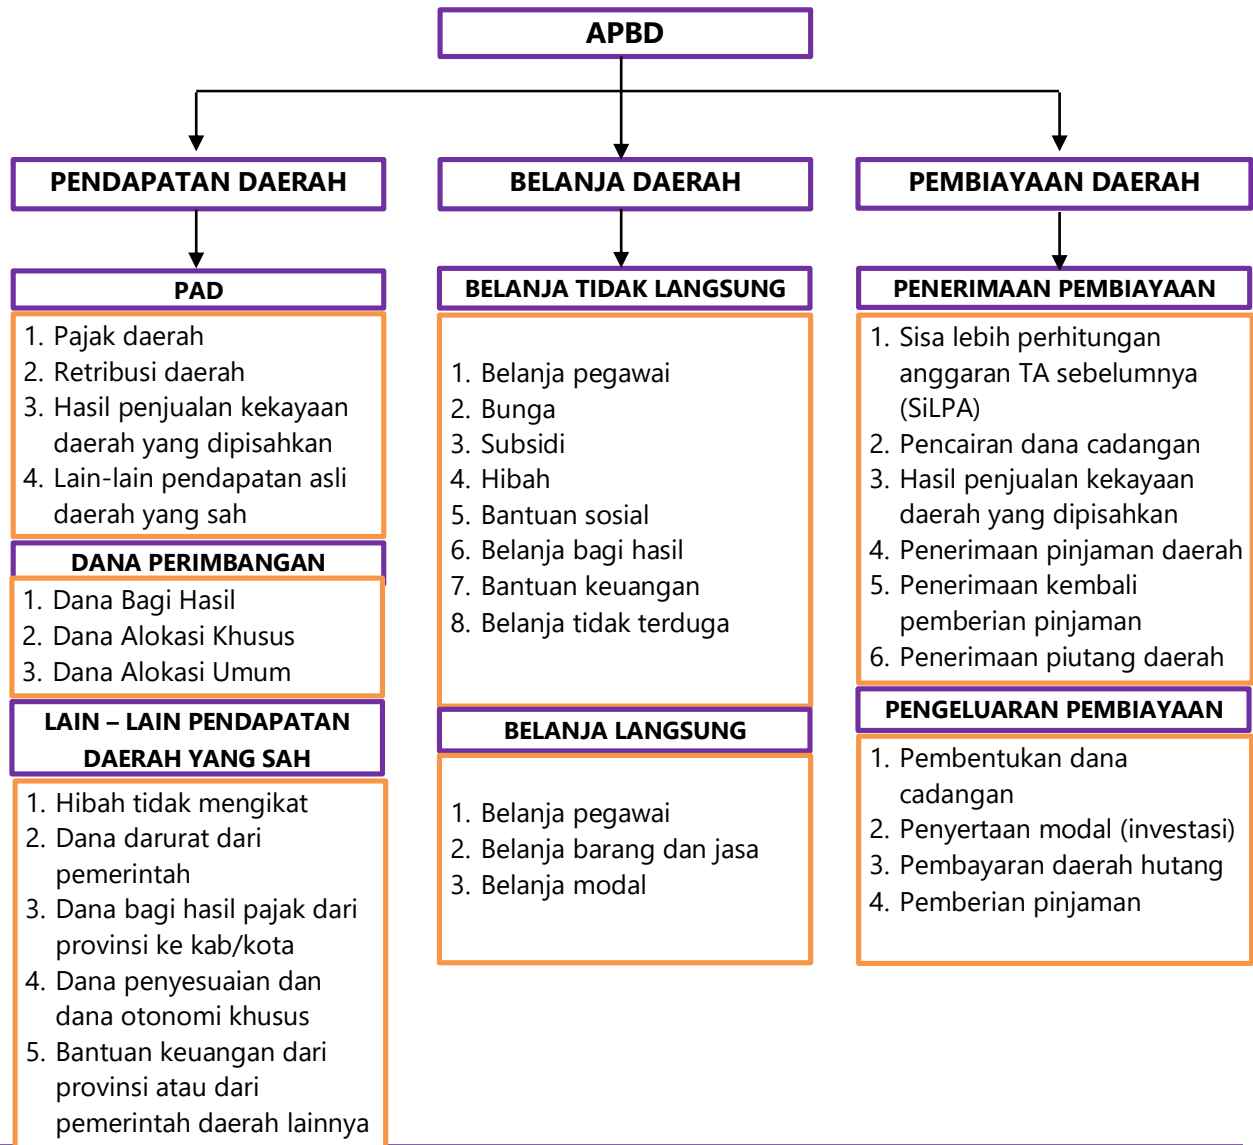 APBD
PENDAPATAN DAERAH
PAD
1. Pajak daerah
2. Retribusi daerah
3. Hasil penjualan kekayaan
daerah yang dipisahkan
4. Lain-lain pendapatan asli
daerah yang sah
DANA PERIMBANGAN
1. Dana Bagi Hasil
2. Dana Alokasi Khusus
3. Dana Alokasi Umum
LAIN – LAIN PENDAPATAN
DAERAH YANG SAH
1. Hibah tidak mengikat
2. Dana darurat dari
pemerintah
3. Dana bagi hasil pajak dari
provinsi ke kab/kota
4. Dana penyesuaian dan
dana otonomi khusus
5. Bantuan keuangan dari
provinsi atau dari
pemerintah daerah lainnya
BELANJA DAERAH
BELANJA TIDAK LANGSUNG
1. Belanja pegawai
2. Bunga
3. Subsidi
4. Hibah
5. Bantuan sosial
6. Belanja bagi hasil
7. Bantuan keuangan
8. Belanja tidak terduga
BELANJA LANGSUNG
1. Belanja pegawai
2. Belanja barang dan jasa
3. Belanja modal
PEMBIAYAAN DAERAH
PENERIMAAN PEMBIAYAAN
1. Sisa lebih perhitungan
anggaran TA sebelumnya
(SiLPA)
2. Pencairan dana cadangan
3. Hasil penjualan kekayaan
daerah yang dipisahkan
4. Penerimaan pinjaman daerah
5. Penerimaan kembali
pemberian pinjaman
6. Penerimaan piutang daerah
PENGELUARAN PEMBIAYAAN
1. Pembentukan dana
cadangan
2. Penyertaan modal (investasi)
3. Pembayaran daerah hutang
4. Pemberian pinjaman